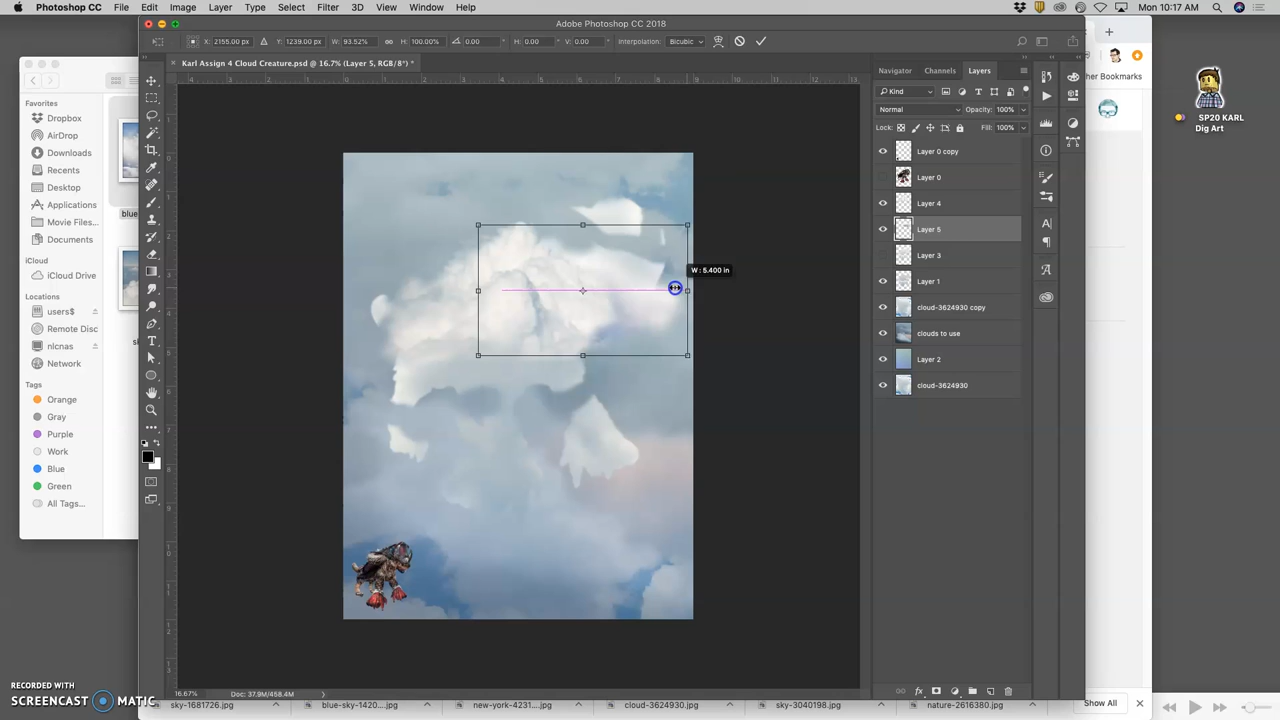 Photoshop CC File Edit Image Layer Type Select Filter 3D View Window Help
Mon 10:17 AM
Adobe Photoshop CC 2018
X: 2155.00 px Y: 1239.00 px W: 93.52% H: 100.00% 0.00 H: 0.00 V: 0.00 Interpolation: Bicubic
Karl Assign 4 Cloud Creature.psd @ 16.7% (Layer 5, RGB/8*) *
her Bookmarks
SP20 KARL
Dig Art
Favorites
Dropbox
AirDrop
Downloads
Recents
Desktop
Applications
Movie Files...
Documents
iCloud
iCloud Drive
Locations
users$
Remote Disc
nlcnas
Network
Tags
Orange
Gray
Purple
Work
Blue
Green
All Tags...
blue
W : 5.400 in
Navigator Channels Layers
Kind
Normal Opacity: 100%
Lock: Fill: 100%
Layer 0 copy
Layer 0
Layer 4
Layer 5
Layer 3
Layer 1
cloud-3624930 copy
clouds to use
Layer 2
cloud-3624930
16.67% Doc: 37.9M/458.4M
RECORDED WITH
SCREENCAST MATIC
sky-1681726.jpg blue-sky-1420....jpg new-york-4231....jpg cloud-3624930.jpg sky-3040198.jpg nature-2616380.jpg Show All